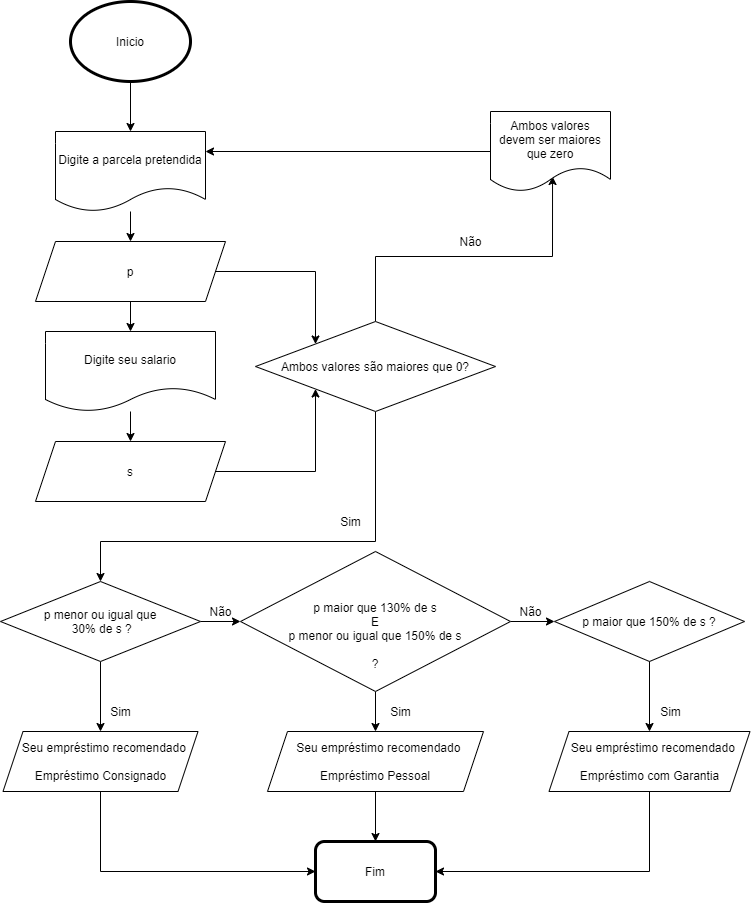 Inicio
Digite a parcela pretendida
Ambos valores
devem ser maiores
que zero
Não
p
Digite seu salario
Ambos valores são maiores que 0?
s
Sim
p menor ou igual que
30% de s ?
Não
p maior que 130% de s
E
p menor ou igual que 150% de s
?
Não
p maior que 150% de s ?
Sim
Sim
Sim
Seu empréstimo recomendado
Empréstimo Consignado
Seu empréstimo recomendado
Empréstimo Pessoal
Seu empréstimo recomendado
Empréstimo com Garantia
Fim